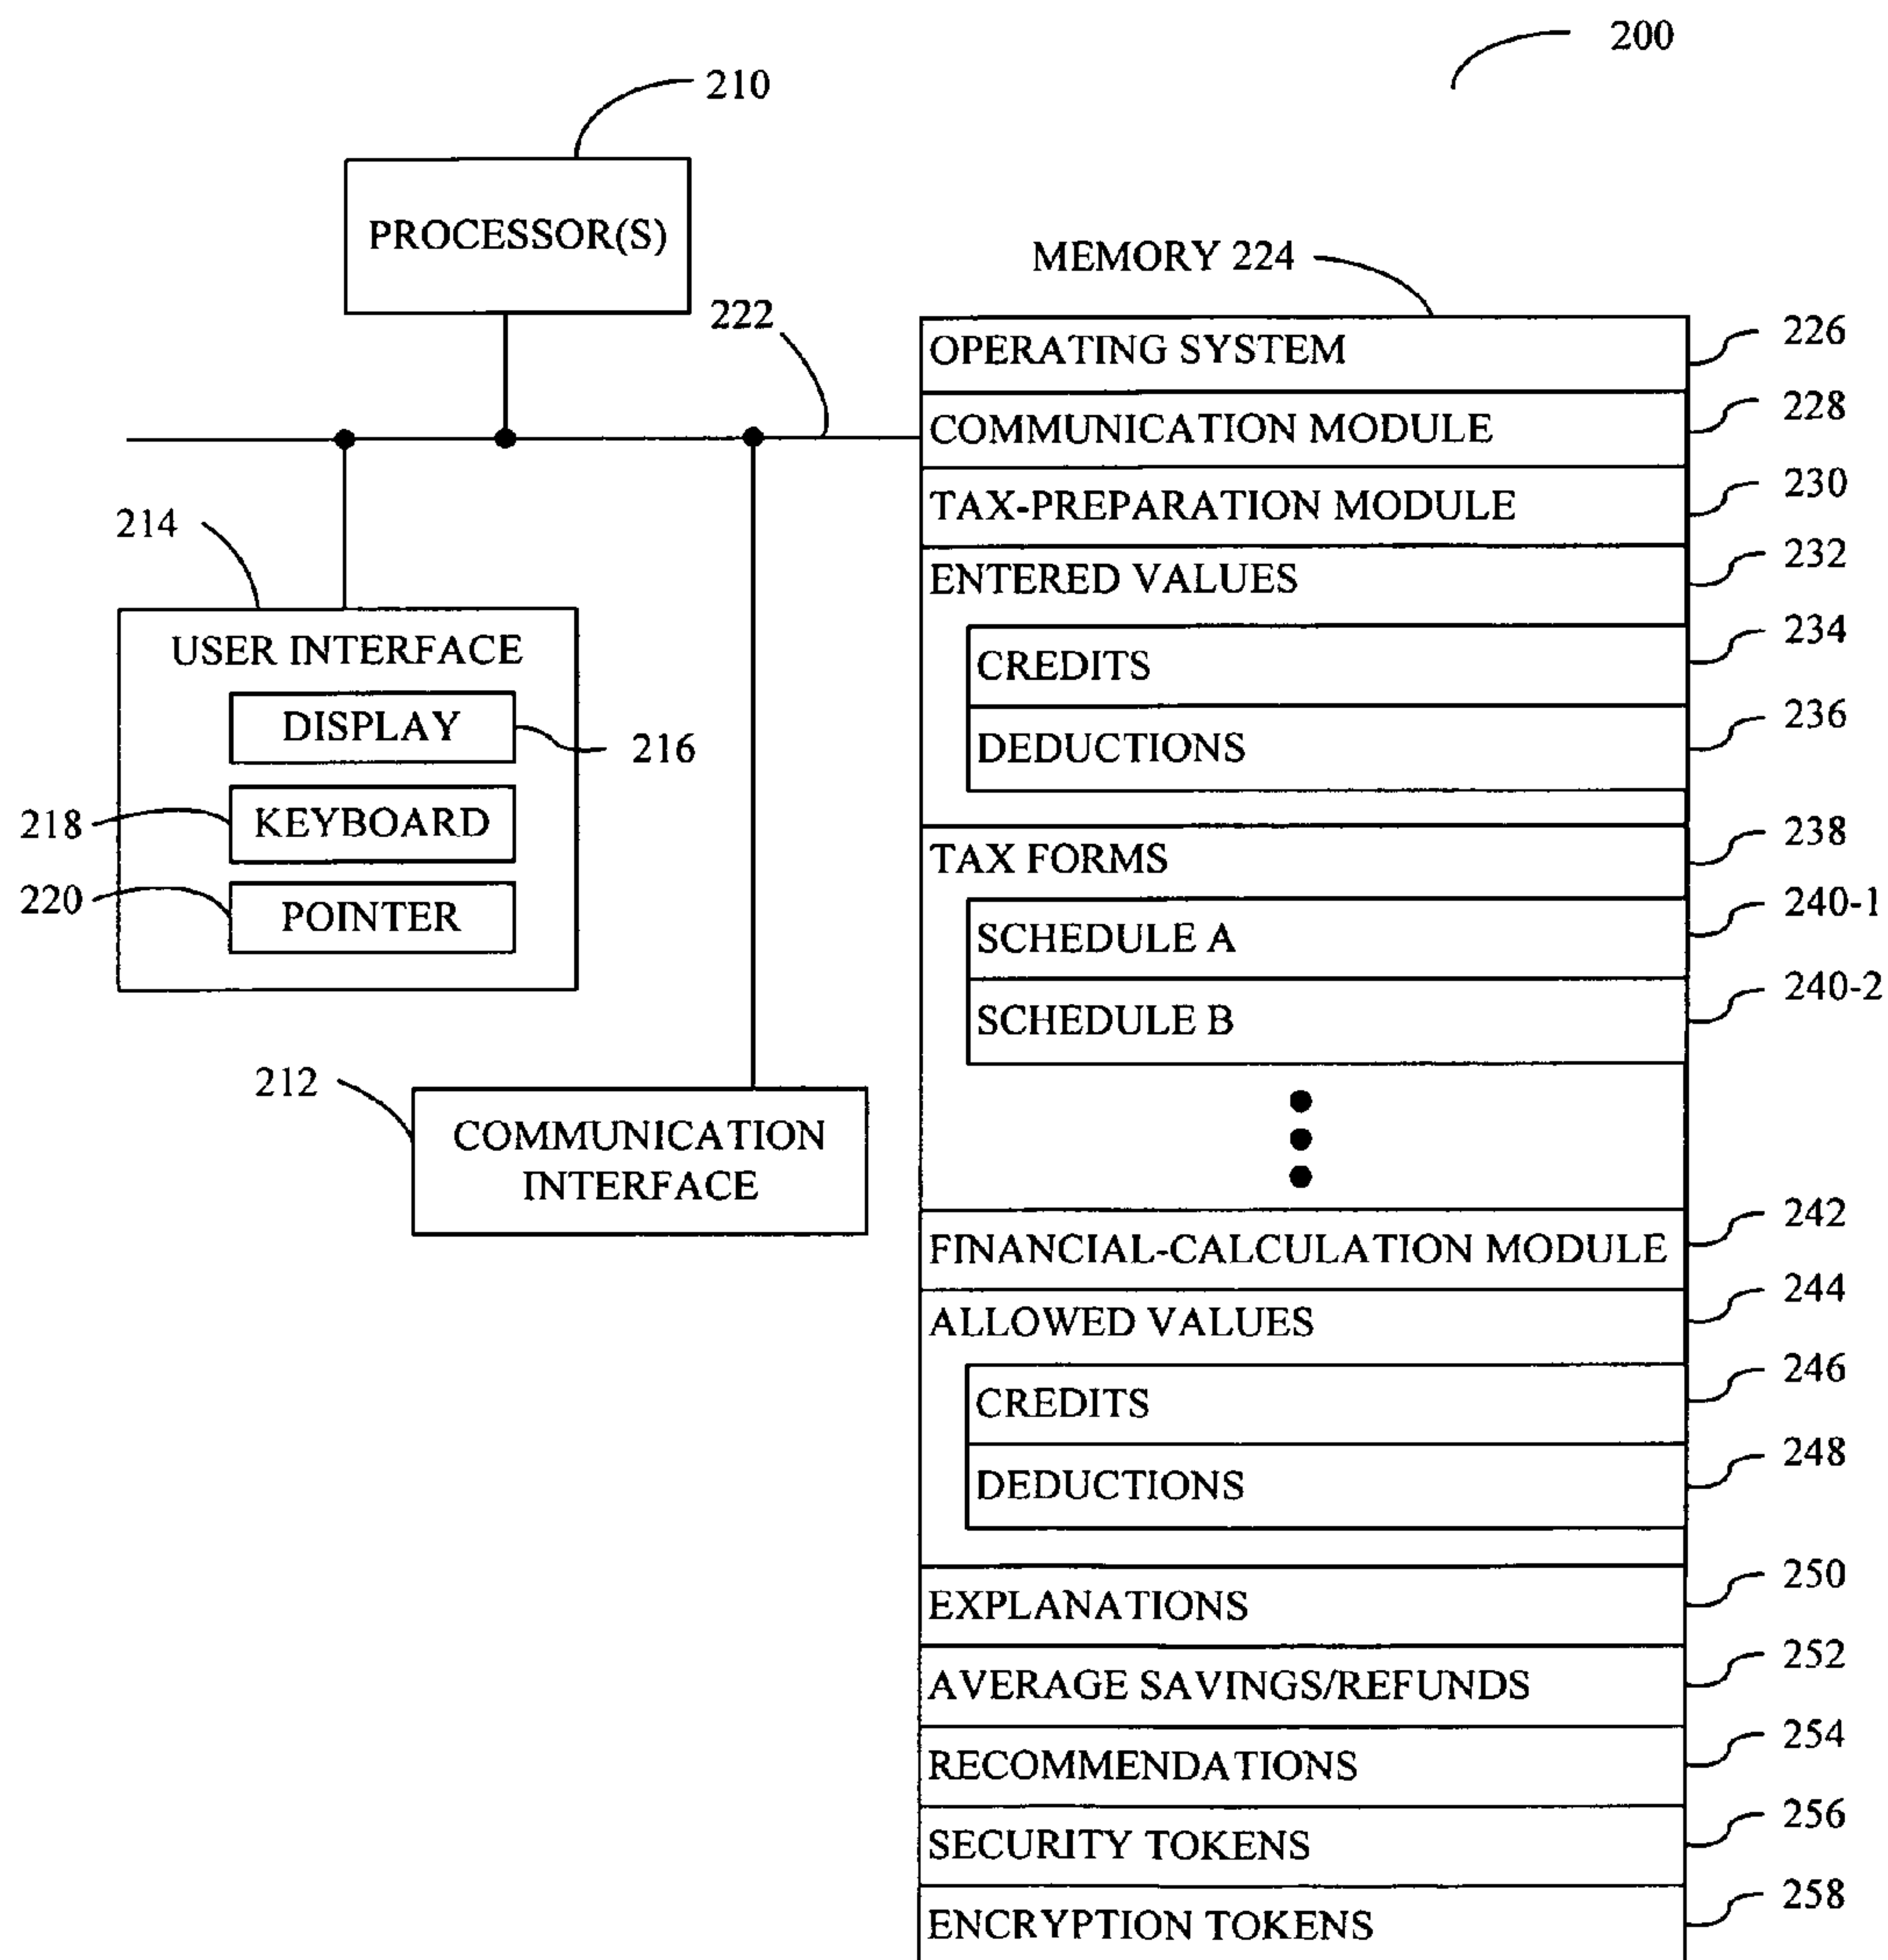 200
210
PROCESSOR(S)
MEMORY 224
222
OPERATING SYSTEM
226
COMMUNICATION MODULE
228
TAX-PREPARATION MODULE
230
ENTERED VALUES
232
CREDITS
234
DEDUCTIONS
236
TAX FORMS
238
SCHEDULE A
240-1
SCHEDULE B
240-2
FINANCIAL-CALCULATION MODULE
242
ALLOWED VALUES
244
CREDITS
246
DEDUCTIONS
248
EXPLANATIONS
250
AVERAGE SAVINGS/REFUNDS
252
RECOMMENDATIONS
254
SECURITY TOKENS
256
ENCRYPTION TOKENS
258
214
USER INTERFACE
DISPLAY
216
218
KEYBOARD
220
POINTER
212
COMMUNICATION
INTERFACE